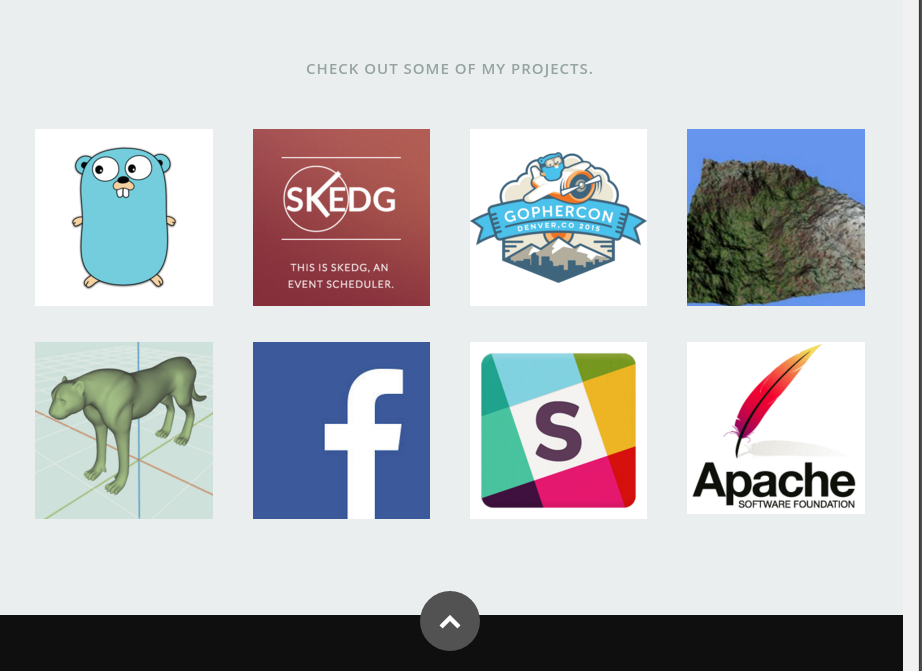 CHECK OUT SOME OF MY PROJECTS.
SKEDG
THIS IS SKEDG, AN
EVENT SCHEDULER.
GOPHERCON
DENVER, CO 2015
f
S
Apache
SOFTWARE FOUNDATION